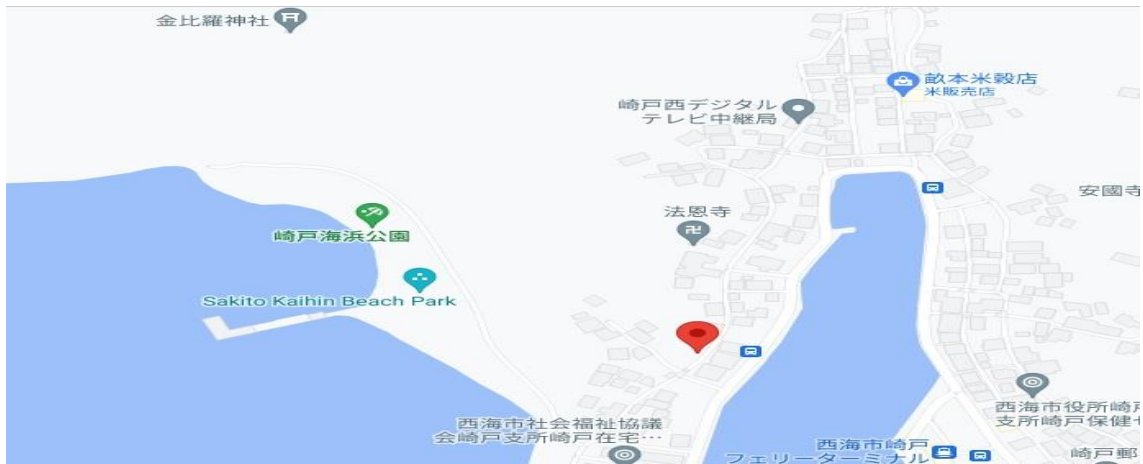 金比羅神社
畝本米穀店
米販売店
崎戸西デジタル
テレビ中継局
安國寺
法恩寺
崎戸海浜公園
Sakito Kaihin Beach Park
西海市役所崎戸
支所崎戸保健セ
西海市社会福祉協議
会崎戸支所崎戸在宅…
西海市崎戸
フェリーターミナル
崎戸郵